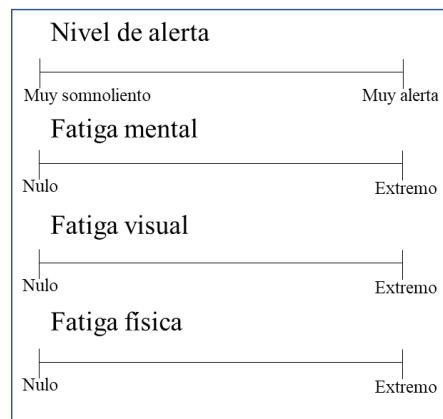 Nivel de alerta
Muy somnoliento Muy alerta
Fatiga mental
Nulo Extremo
Fatiga visual
Nulo Extremo
Fatiga física
Nulo Extremo